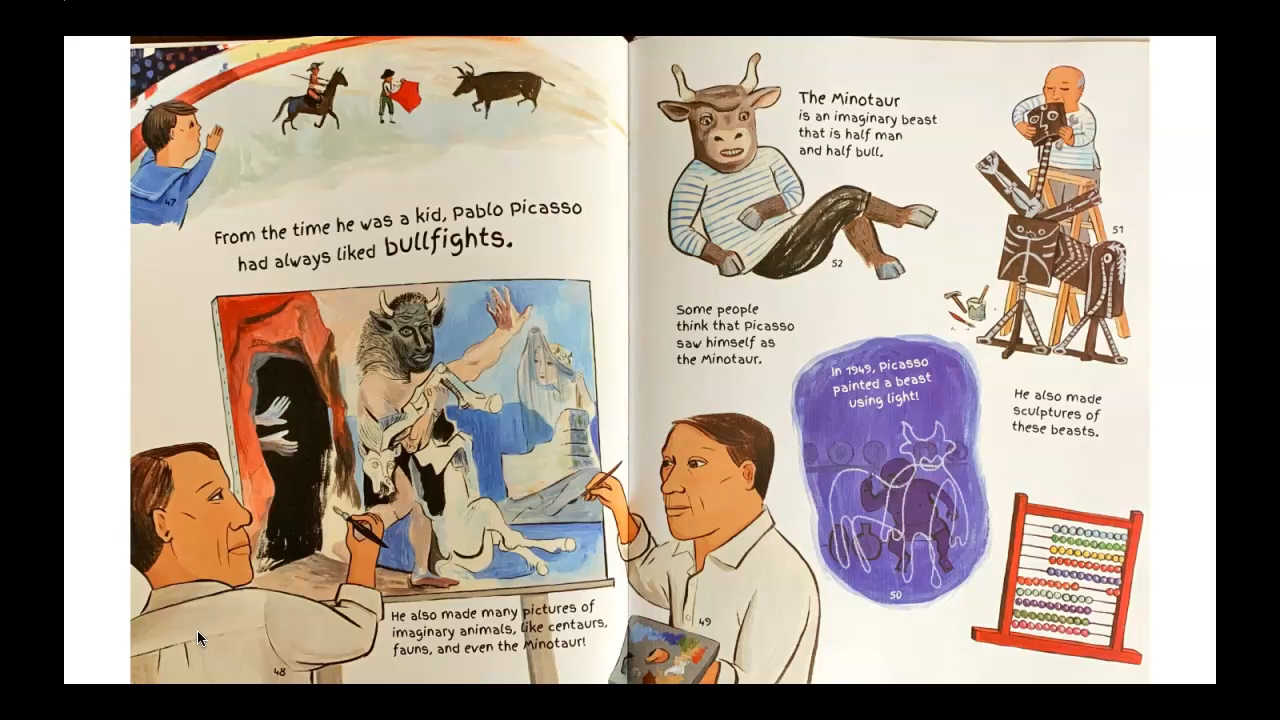 47
From the time he was a kid, Pablo Picasso
had always liked bullfights.
He also made many pictures of
imaginary animals, like centaurs,
fauns, and even the Minotaur!
48
The Minotaur
is an imaginary beast
that is half man
and half bull.
52
51
Some people
think that Picasso
saw himself as
the Minotaur.
In 1949, Picasso
painted a beast
using light!
50
He also made
sculptures of
these beasts.
49